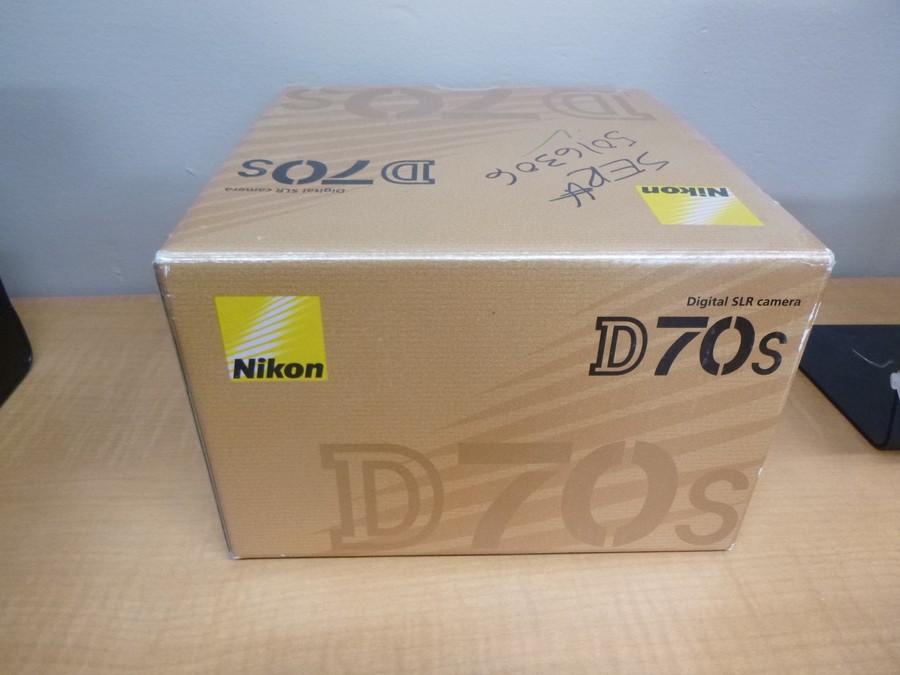 D70s
D70s
Digital SLR camera
SER#
5016306
Nikon
Nikon
Digital SLR camera
D70s
D70s